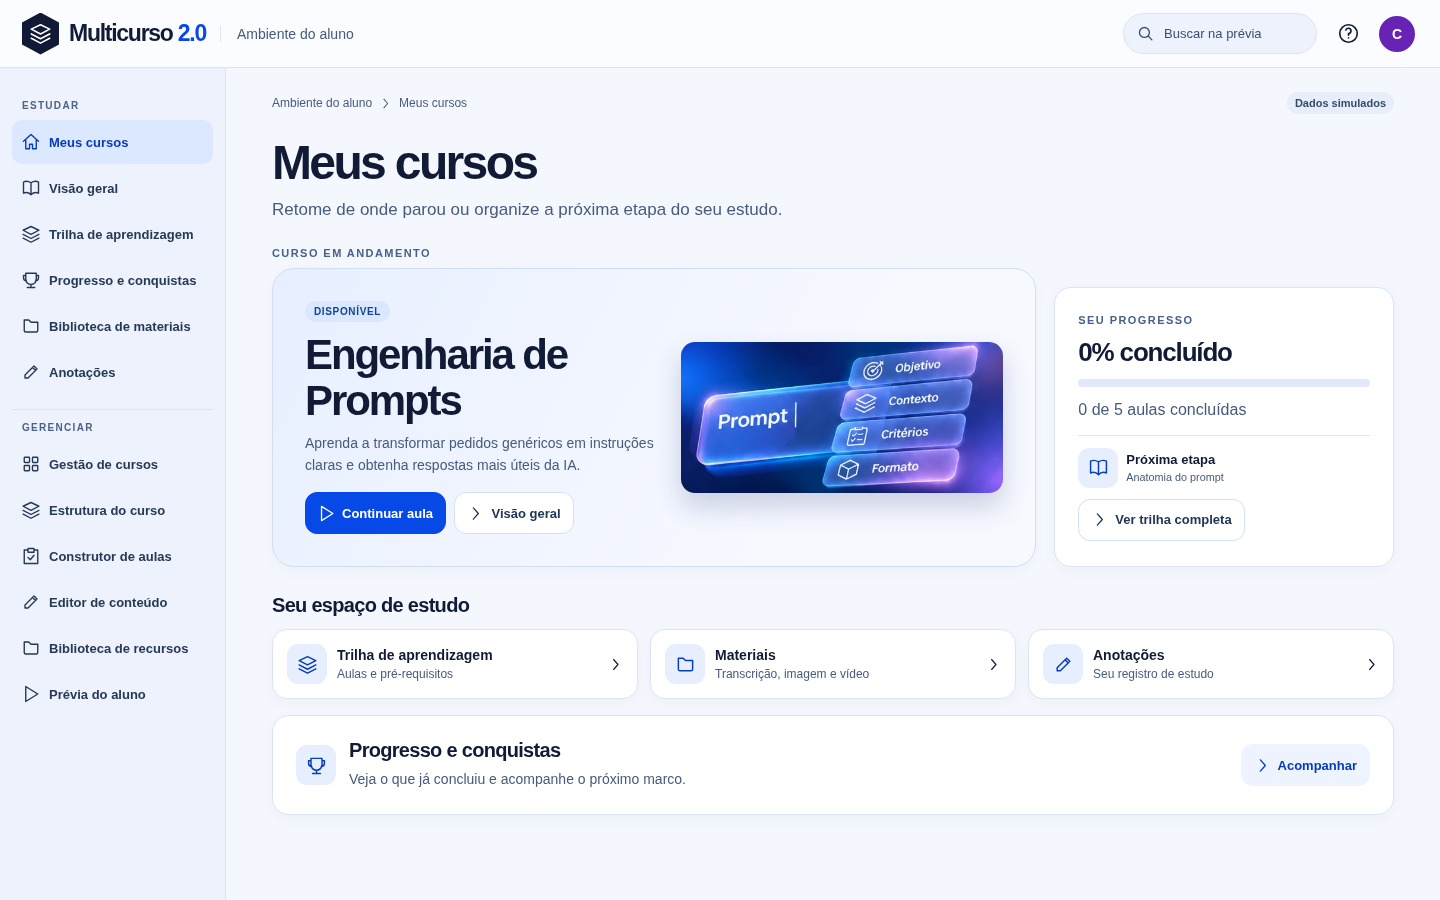 Multicurso 2.0
Ambiente do aluno
Buscar na prévia
C
ESTUDAR
Meus cursos
Visão geral
Trilha de aprendizagem
Progresso e conquistas
Biblioteca de materiais
Anotações
GERENCIAR
Gestão de cursos
Estrutura do curso
Construtor de aulas
Editor de conteúdo
Biblioteca de recursos
Prévia do aluno
Ambiente do aluno > Meus cursos
Dados simulados
Meus cursos
Retome de onde parou ou organize a próxima etapa do seu estudo.
CURSO EM ANDAMENTO
DISPONÍVEL
Engenharia de
Prompts
Aprenda a transformar pedidos genéricos em instruções
claras e obtenha respostas mais úteis da IA.
Continuar aula
Visão geral
Prompt
Objetivo
Contexto
Critérios
Formato
SEU PROGRESSO
0% concluído
0 de 5 aulas concluídas
Próxima etapa
Anatomia do prompt
Ver trilha completa
Seu espaço de estudo
Trilha de aprendizagem
Aulas e pré-requisitos
Materiais
Transcrição, imagem e vídeo
Anotações
Seu registro de estudo
Progresso e conquistas
Veja o que já concluiu e acompanhe o próximo marco.
Acompanhar